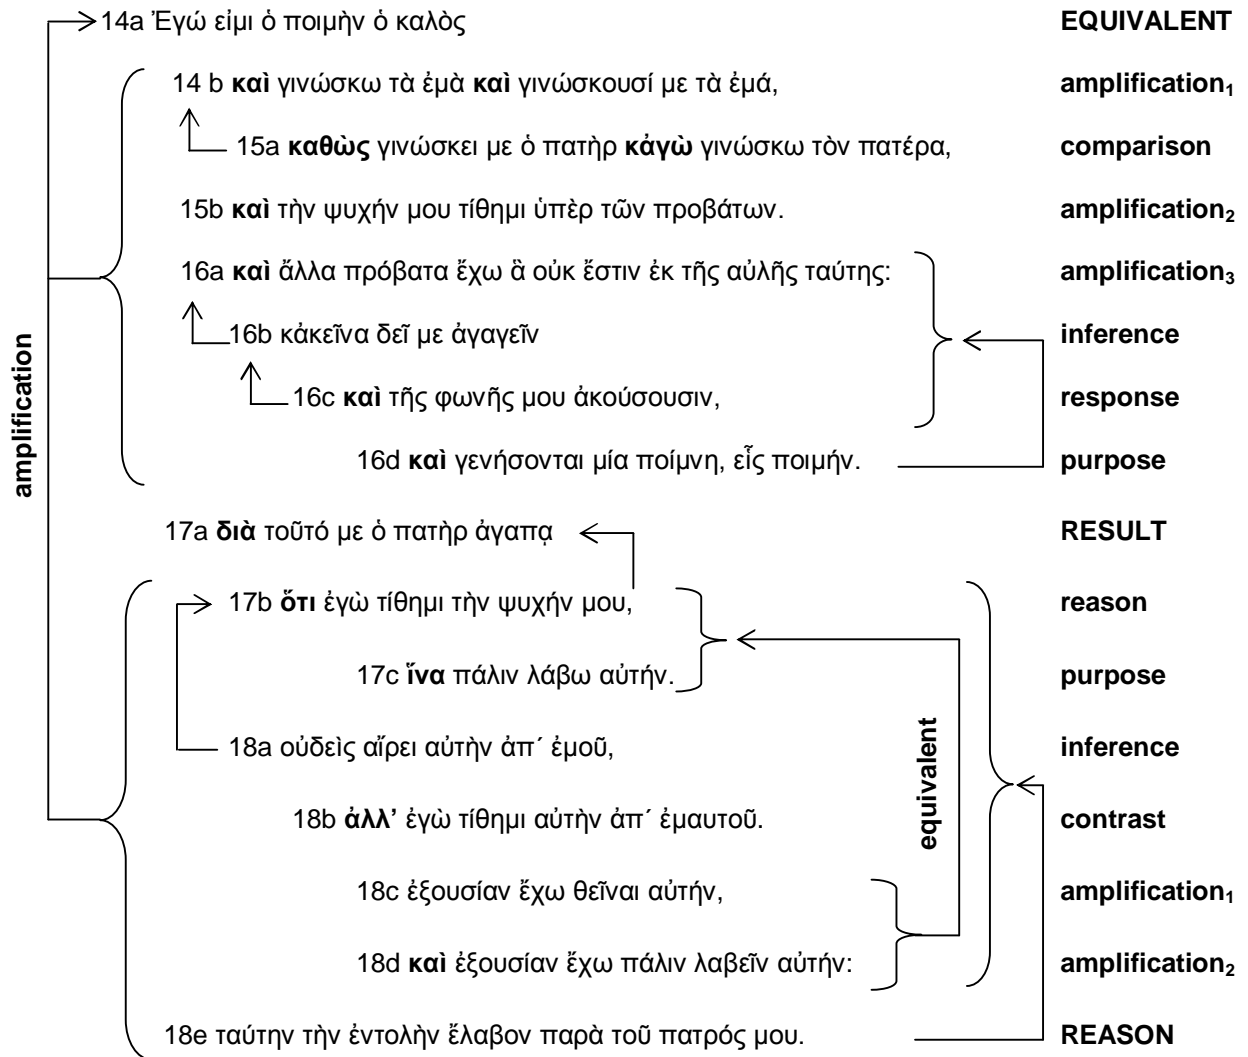 14a Ἐγώ εἰμι ὁ ποιμὴν ὁ καλὸς EQUIVALENT
14 b καὶ γινώσκω τὰ ἐμὰ καὶ γινώσκουσί με τὰ ἐμά, amplification₁
15a καθὼς γινώσκει με ὁ πατὴρ κἀγὼ γινώσκω τὸν πατέρα, comparison
15b καὶ τὴν ψυχήν μου τίθημι ὑπὲρ τῶν προβάτων. amplification₂
16a καὶ ἄλλα πρόβατα ἔχω ἃ οὐκ ἔστιν ἐκ τῆς αὐλῆς ταύτης: amplification₃
16b κἀκεῖνα δεῖ με ἀγαγεῖν inference
16c καὶ τῆς φωνῆς μου ἀκούσουσιν, response
16d καὶ γενήσονται μία ποίμνη, εἷς ποιμήν. purpose
amplification
17a διὰ τοῦτό με ὁ πατὴρ ἀγαπᾳ RESULT
17b ὅτι ἐγὼ τίθημι τὴν ψυχήν μου, reason
17c ἵνα πάλιν λάβω αὐτήν. purpose
18a οὐδεὶς αἴρει αὐτὴν ἀπ΄ ἐμοῦ, inference
18b ἀλλ’ ἐγὼ τίθημι αὐτὴν ἀπ΄ ἐμαυτοῦ. contrast
equivalent
18c ἐξουσίαν ἔχω θεῖναι αὐτήν, amplification₁
18d καὶ ἐξουσίαν ἔχω πάλιν λαβεῖν αὐτήν: amplification₂
18e ταύτην τὴν ἐντολὴν ἔλαβον παρὰ τοῦ πατρός μου. REASON